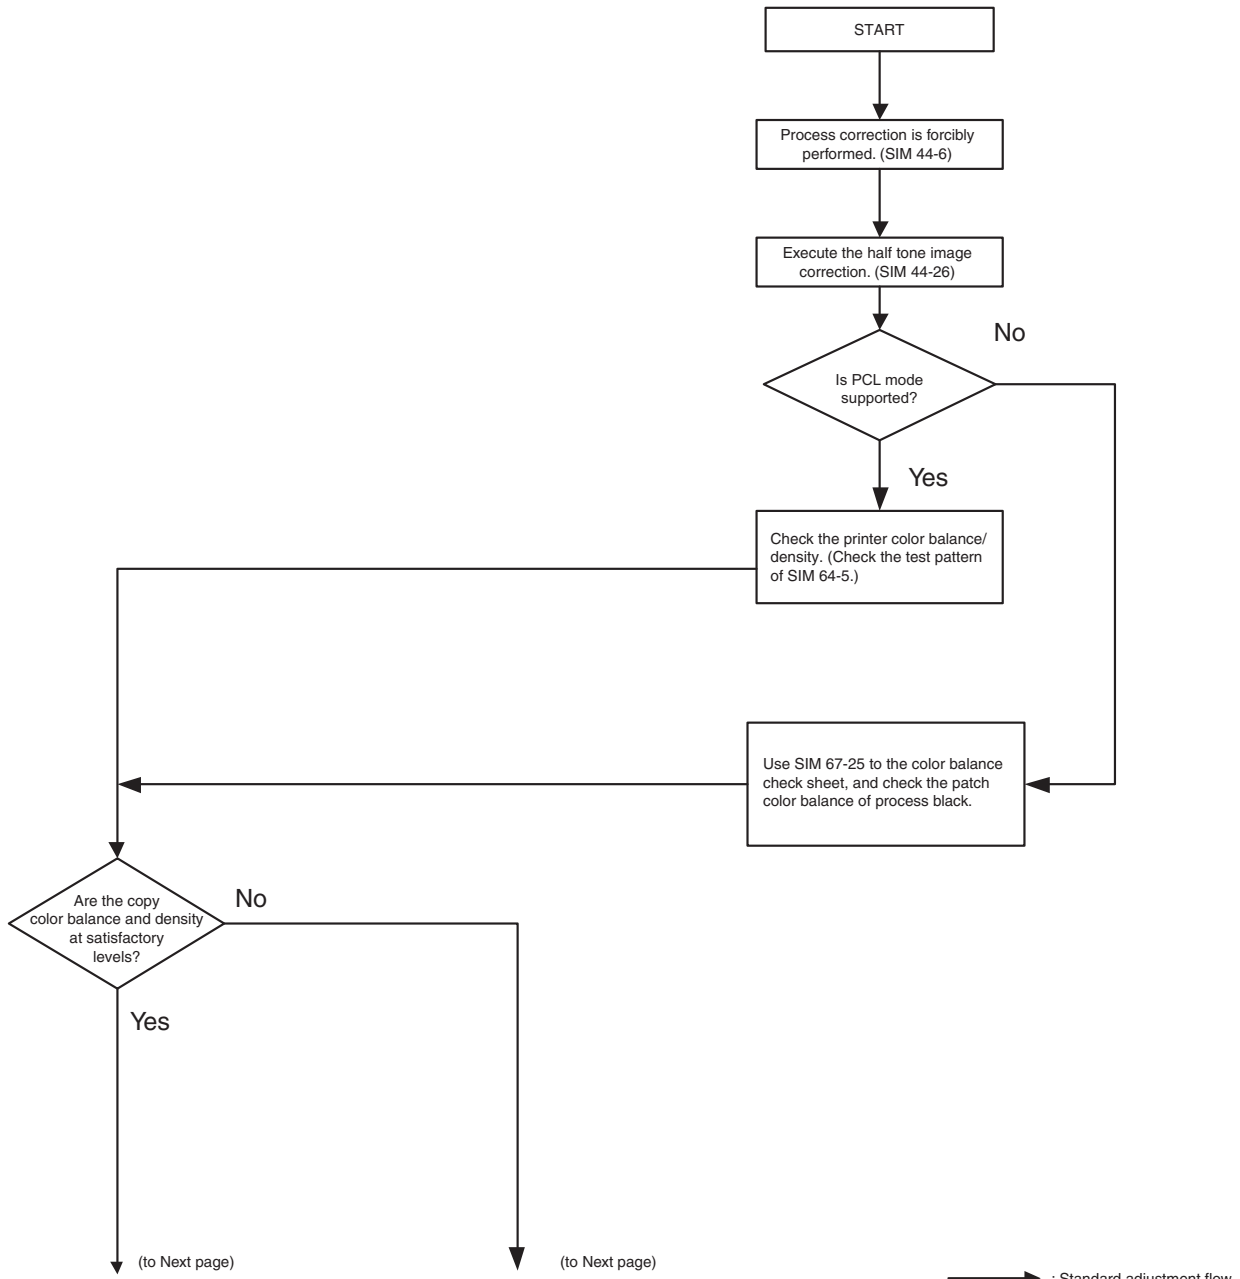 START
Process correction is forcibly
performed. (SIM 44-6)
Execute the half tone image
correction. (SIM 44-26)
No
Is PCL mode
supported?
Yes
Check the printer color balance/
density. (Check the test pattern
of SIM 64-5.)
Use SIM 67-25 to the color balance
check sheet, and check the patch
color balance of process black.
Are the copy
color balance and density
at satisfactory
levels?
No
Yes
(to Next page)
(to Next page)
: Standard adjustment flow